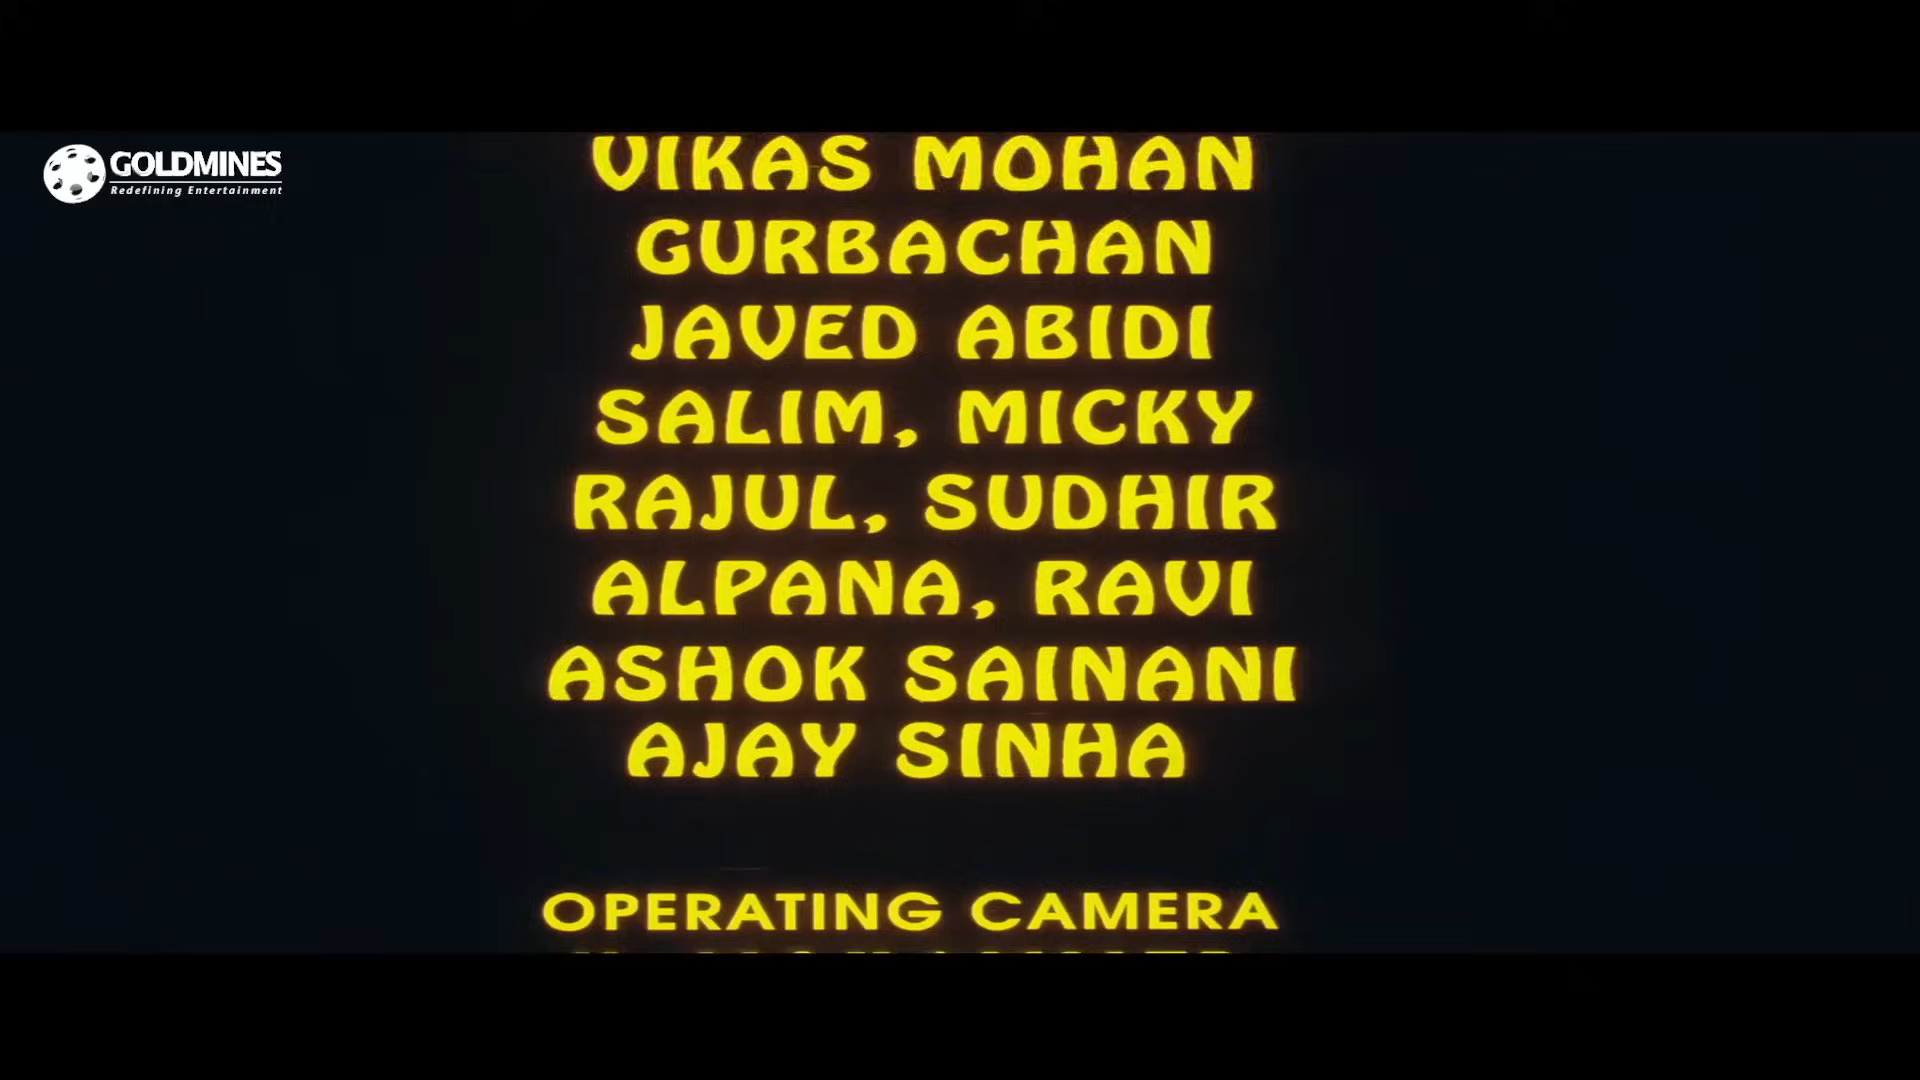 GOLDMINES
Redefining Entertainment
VIKAS MOHAN
GURBACHAN
JAVED ABIDI
SALIM, MICKY
RAJUL, SUDHIR
ALPANA, RAVI
ASHOK SAINANI
AJAY SINHA
OPERATING CAMERA